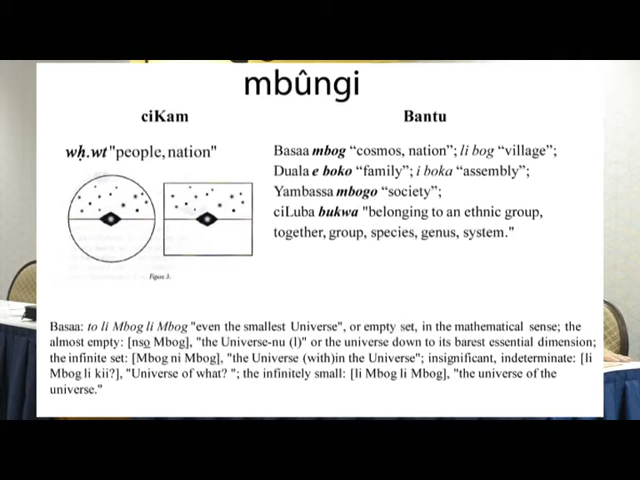 mbûngi
ciKam
Bantu
wḥ.wt "people, nation"
Basaa mbog “cosmos, nation”; li bog “village”;
Duala e boko “family”; i boka “assembly”;
Yambassa mbogo “society”;
ciLuba bukwa "belonging to an ethnic group,
together, group, species, genus, system."
Figure 3.
Basaa: to li Mbog li Mbog "even the smallest Universe", or empty set, in the mathematical sense; the
almost empty: [nso Mbog], "the Universe-nu (l)" or the universe down to its barest essential dimension;
the infinite set: [Mbog ni Mbog], "the Universe (with)in the Universe"; insignificant, indeterminate: [li
Mbog li kii?], "Universe of what? "; the infinitely small: [li Mbog li Mbog], "the universe of the
universe."